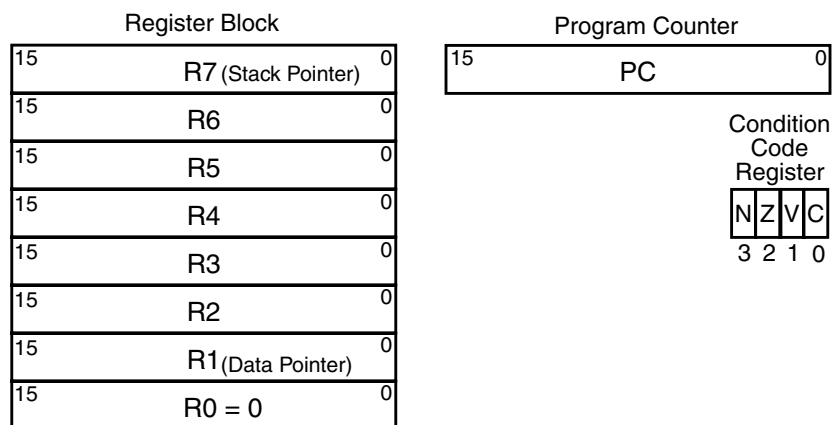 Register Block
15 R7 (Stack Pointer) 0
15 R6 0
15 R5 0
15 R4 0
15 R3 0
15 R2 0
15 R1 (Data Pointer) 0
15 R0 = 0 0
Program Counter
15 PC 0
Condition
Code
Register
N Z V C
3 2 1 0